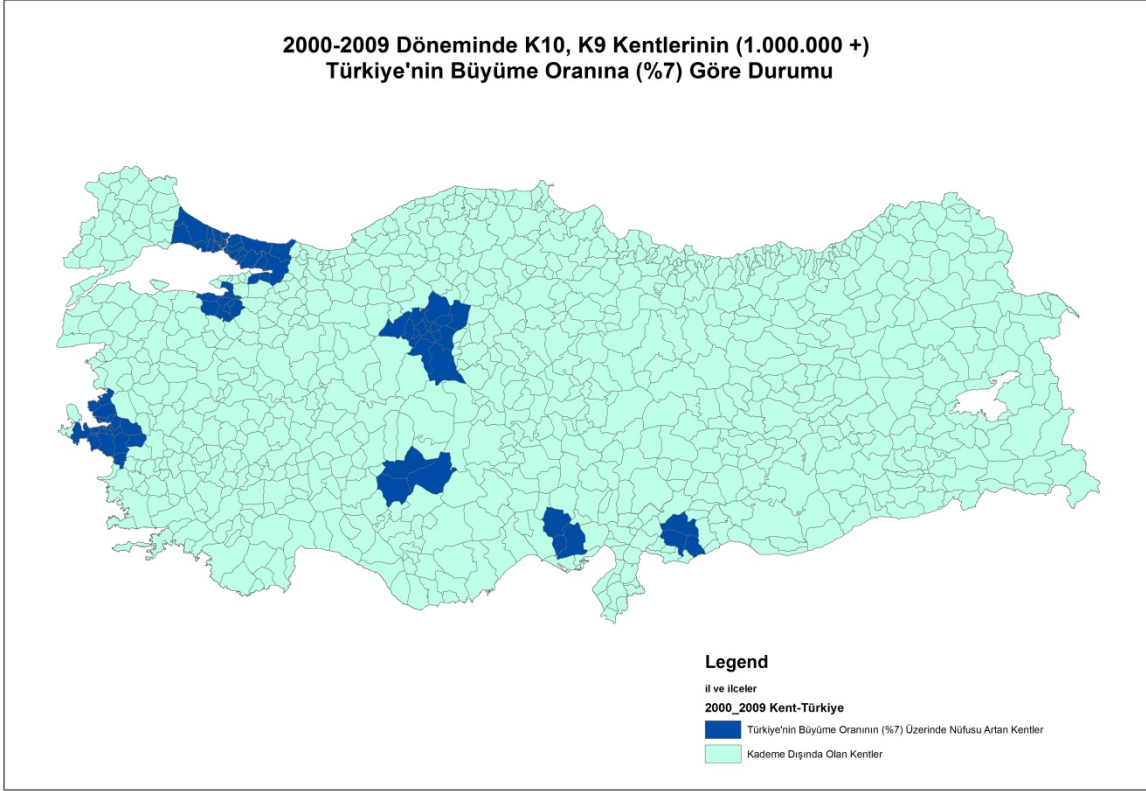 2000-2009 Döneminde K10, K9 Kentlerinin (1.000.000 +)
Türkiye'nin Büyüme Oranına (%7) Göre Durumu
Legend
il ve ilceler
2000_2009 Kent-Türkiye
Türkiye'nin Büyüme Oranının (%7) Üzerinde Nüfusu Artan Kentler
Kademe Dışında Olan Kentler